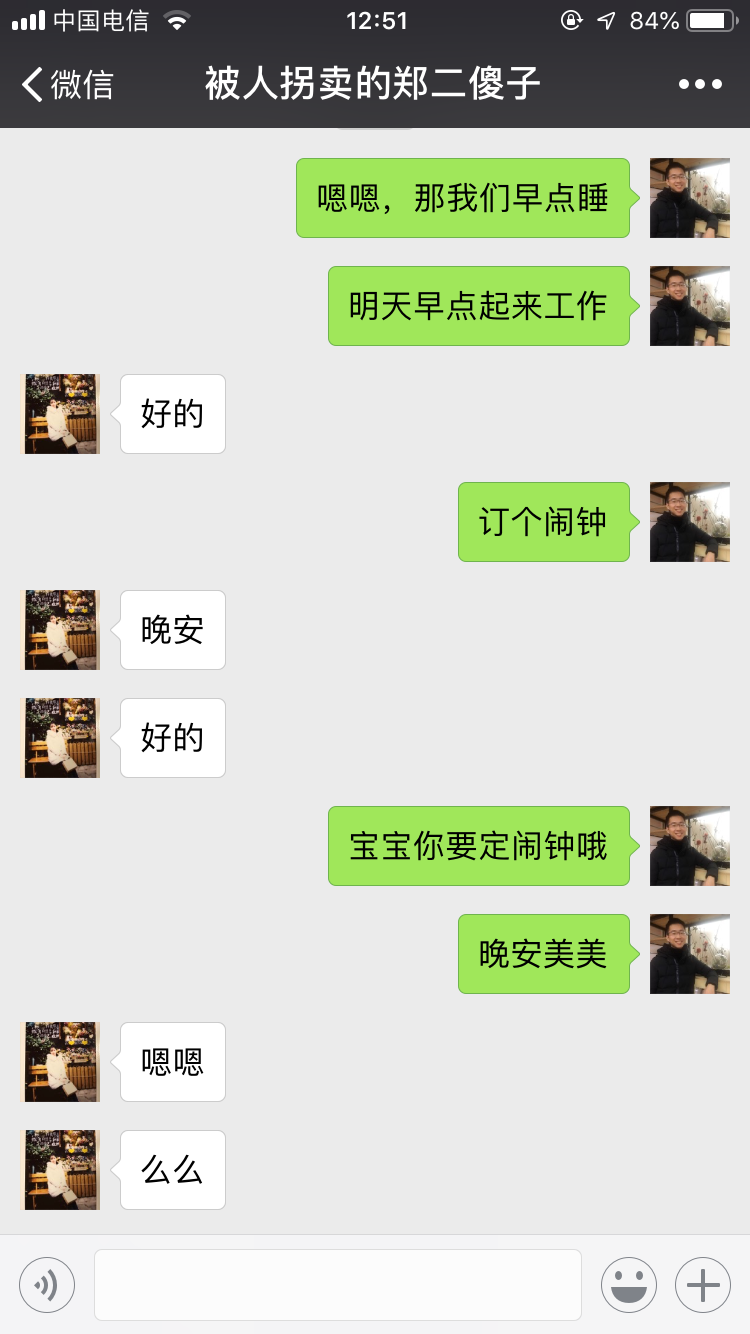 中国电信 12:51 84%
微信 被人拐卖的郑二傻子
嗯嗯，那我们早点睡
明天早点起来工作
好的
订个闹钟
晚安
好的
宝宝你要定闹钟哦
晚安美美
嗯嗯
么么